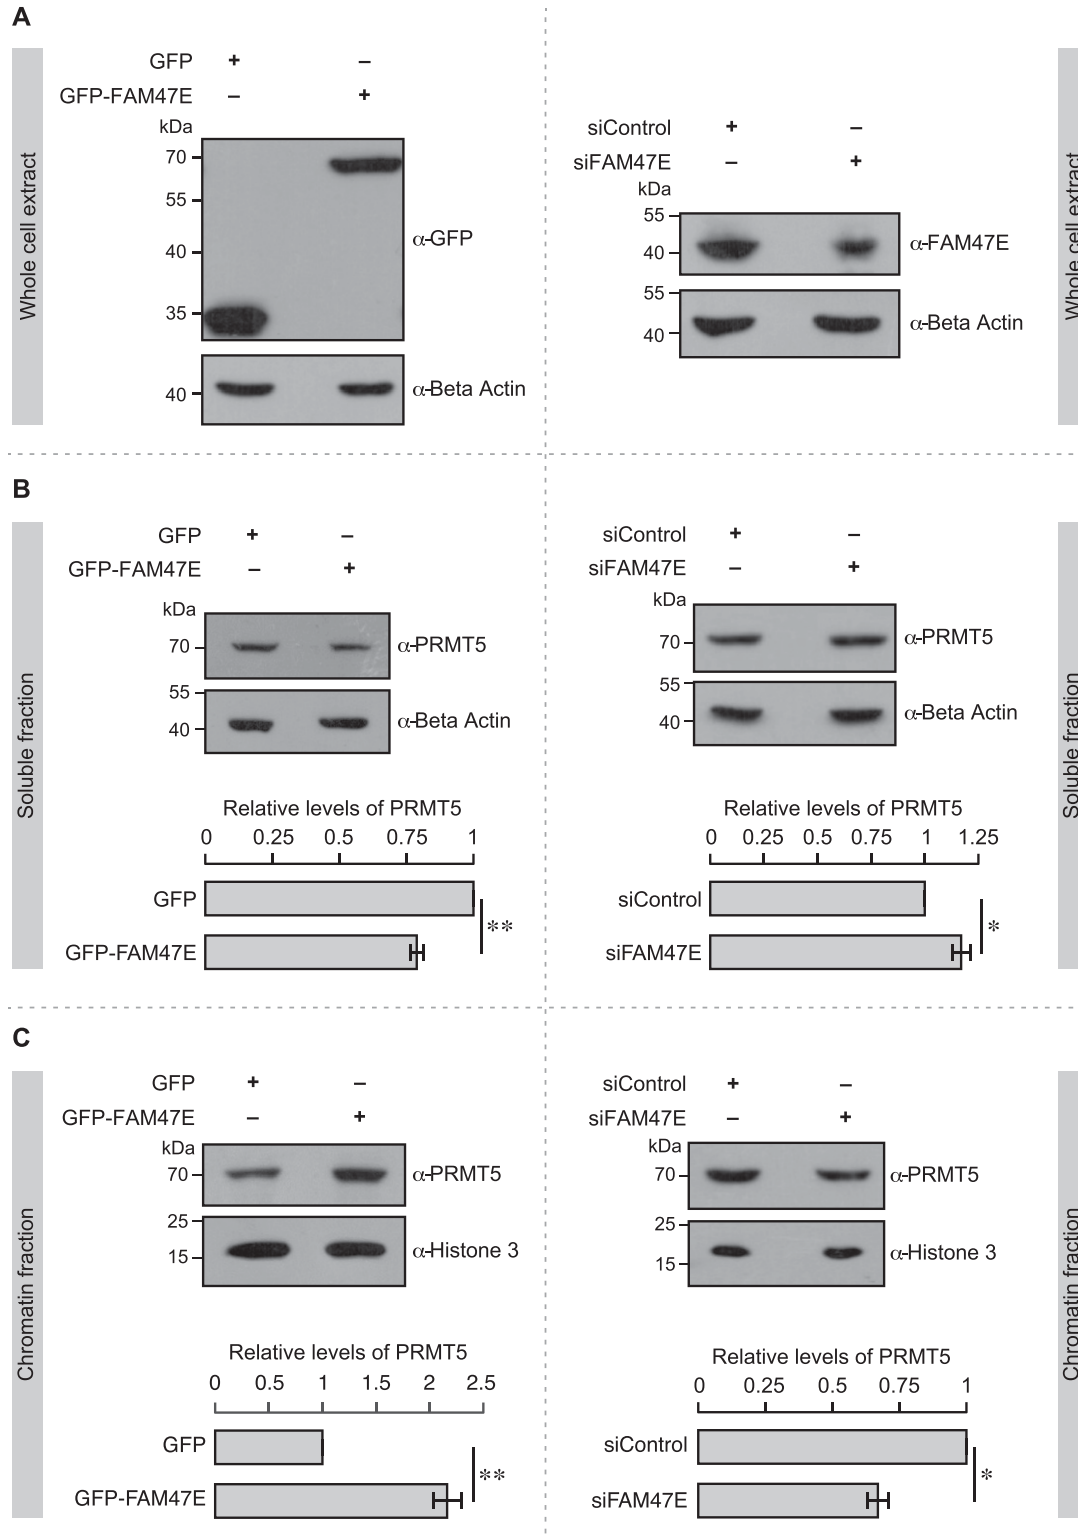 A
Whole cell extract
GFP + –
GFP-FAM47E – +
kDa
70
55
40
35
α-GFP
40
α-Beta Actin
siControl + –
siFAM47E – +
kDa
55
40
α-FAM47E
55
40
α-Beta Actin
Whole cell extract
B
Soluble fraction
GFP + –
GFP-FAM47E – +
kDa
70
α-PRMT5
55
40
α-Beta Actin
Relative levels of PRMT5
0 0.25 0.5 0.75 1
GFP
GFP-FAM47E
**
siControl + –
siFAM47E – +
kDa
70
α-PRMT5
55
40
α-Beta Actin
Relative levels of PRMT5
0 0.25 0.5 0.75 1 1.25
siControl
siFAM47E
*
Soluble fraction
C
Chromatin fraction
GFP + –
GFP-FAM47E – +
kDa
70
α-PRMT5
25
15
α-Histone 3
Relative levels of PRMT5
0 0.5 1 1.5 2 2.5
GFP
GFP-FAM47E
**
siControl + –
siFAM47E – +
kDa
70
α-PRMT5
25
15
α-Histone 3
Relative levels of PRMT5
0 0.25 0.5 0.75 1
siControl
siFAM47E
*
Chromatin fraction